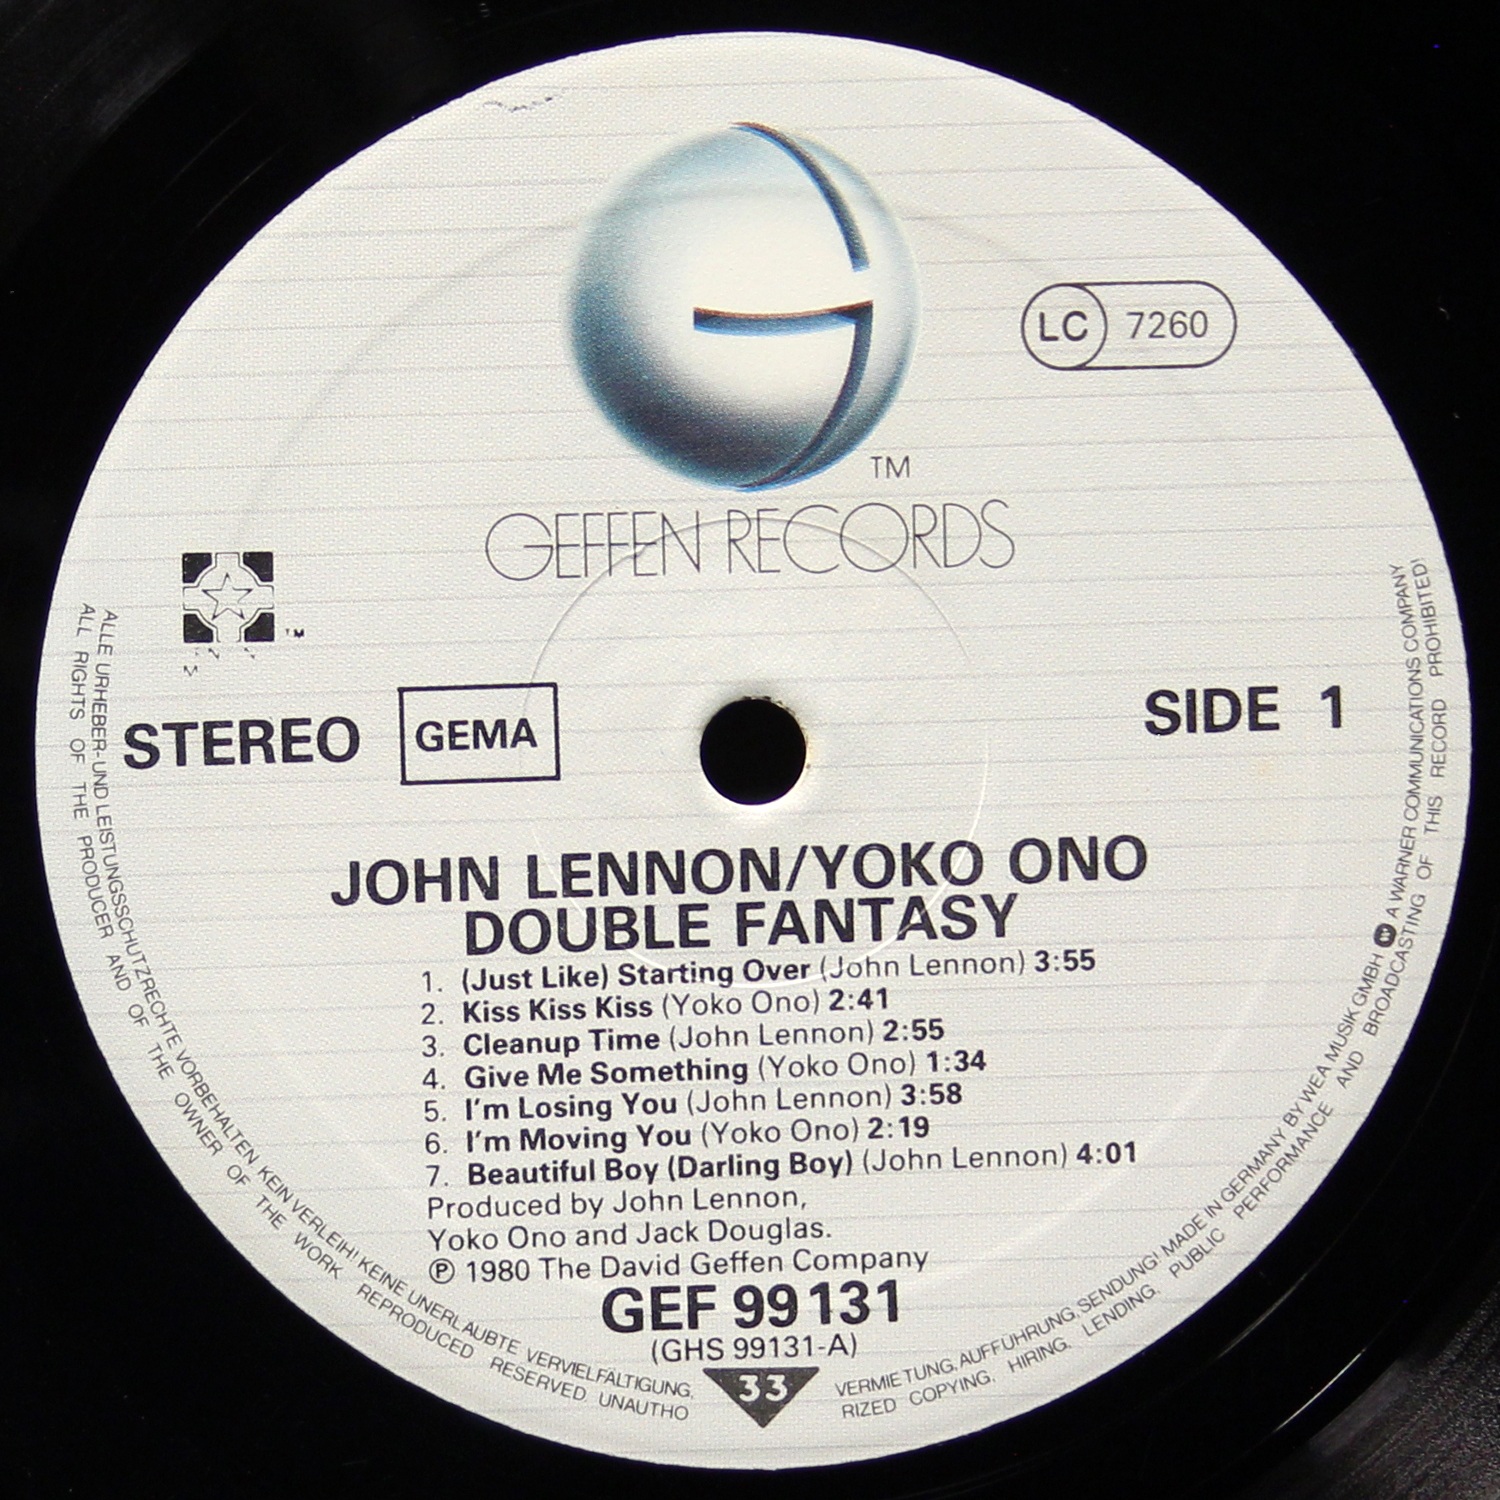 LC 7260
TM
GEFFEN RECORDS
TM
STEREO GEMA
SIDE 1
JOHN LENNON/YOKO ONO
DOUBLE FANTASY
1. (Just Like) Starting Over (John Lennon) 3:55
2. Kiss Kiss Kiss (Yoko Ono) 2:41
3. Cleanup Time (John Lennon) 2:55
4. Give Me Something (Yoko Ono) 1:34
5. I'm Losing You (John Lennon) 3:58
6. I'm Moving You (Yoko Ono) 2:19
7. Beautiful Boy (Darling Boy) (John Lennon) 4:01
Produced by John Lennon,
Yoko Ono and Jack Douglas.
℗ 1980 The David Geffen Company
GEF 99131
(GHS 99131-A)
33
ALLE URHEBER- UND LEISTUNGSSCHUTZRECHTE VORBEHALTEN KEIN VERLEIH! KEINE UNERLAUBTE VERVIELFÄLTIGUNG, VERMIETUNG, AUFFÜHRUNG, SENDUNG! MADE IN GERMANY BY WEA MUSIK GMBH A WARNER COMMUNICATIONS COMPANY
ALL RIGHTS OF THE PRODUCER AND OF THE OWNER OF THE WORK REPRODUCED RESERVED. UNAUTHORIZED COPYING, HIRING, LENDING, PUBLIC PERFORMANCE AND BROADCASTING OF THIS RECORD PROHIBITED!